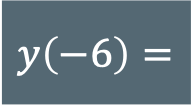 y(−6) =